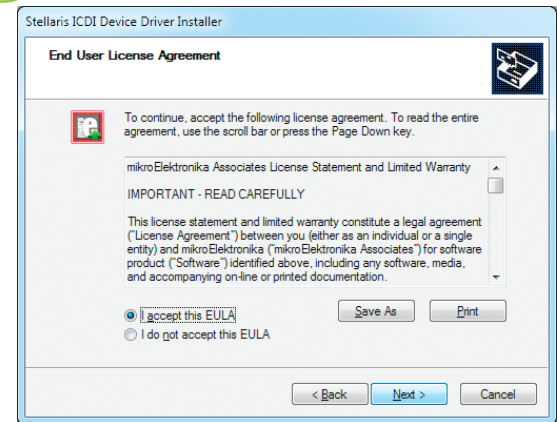 Stellaris ICDI Device Driver Installer
End User License Agreement
To continue, accept the following license agreement. To read the entire
agreement, use the scroll bar or press the Page Down key.
mikroElektronika Associates License Statement and Limited Warranty
IMPORTANT - READ CAREFULLY
This license statement and limited warranty constitute a legal agreement
("License Agreement") between you (either as an individual or a single
entity) and mikroElektronika ("mikroElektronika Associates") for software
product ("Software") identified above, including any software, media,
and accompanying on-line or printed documentation.
I accept this EULA
Save As
Print
I do not accept this EULA
< Back
Next >
Cancel